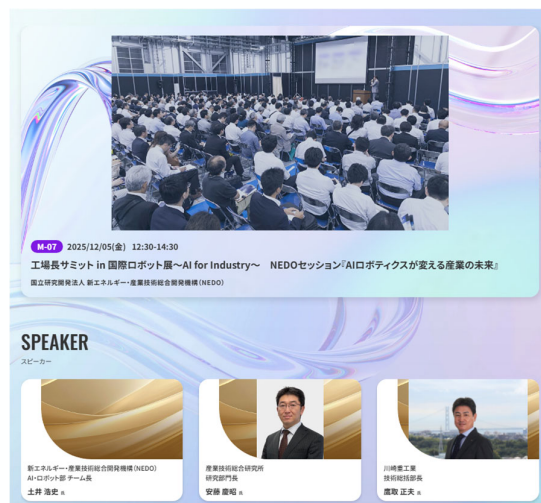 M-07 2025/12/05(金) 12:30-14:30
工場長サミット in 国際ロボット展～AI for Industry～ NEDOセッション『AIロボティクスが変える産業の未来』
国立研究開発法人 新エネルギー・産業技術総合開発機構（NEDO）
SPEAKER
スピーカー
新エネルギー・産業技術総合開発機構（NEDO）
AI・ロボット部 チーム長
土井 浩史 氏
産業技術総合研究所
研究部門長
安藤 慶昭 氏
川崎重工業
技術総括部長
鷹取 正夫 氏